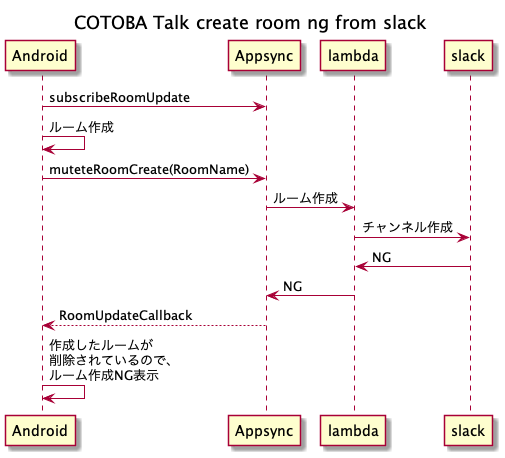 COTOBA Talk create room ng from slack
Android Appsync lambda slack
subscribeRoomUpdate
ルーム作成
muteteRoomCreate(RoomName)
ルーム作成
チャンネル作成
NG
NG
RoomUpdateCallback
作成したルームが
削除されているので、
ルーム作成NG表示
Android Appsync lambda slack